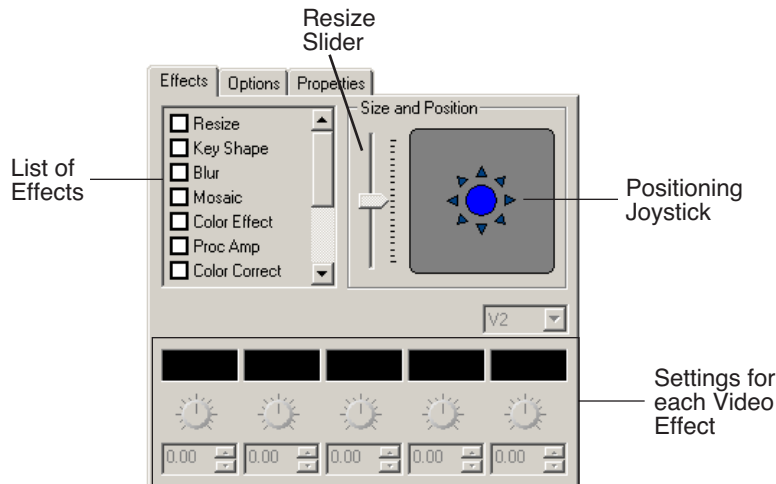 Resize
Slider
Effects
Options
Properties
Size and Position
Resize
Key Shape
Blur
Mosaic
Color Effect
Proc Amp
Color Correct
List of
Effects
Positioning
Joystick
V2
0.00
0.00
0.00
0.00
0.00
Settings for
each Video
Effect